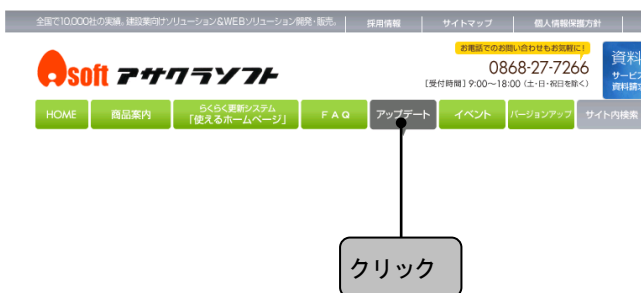 全国で10,000社の実績。建設業向けソリューション&WEBソリューション開発・販売。
採用情報
サイトマップ
個人情報保護方針
お電話でのお問い合わせもお気軽に!
asoft アサクラソフト
0868-27-7266
[受付時間] 9:00〜18:00 (土・日・祝日を除く)
資料
サービス
資料請
HOME
商品案内
らくらく更新システム
「使えるホームページ」
FAQ
アップデート
イベント
バージョンアップ
サイト内検索
クリック